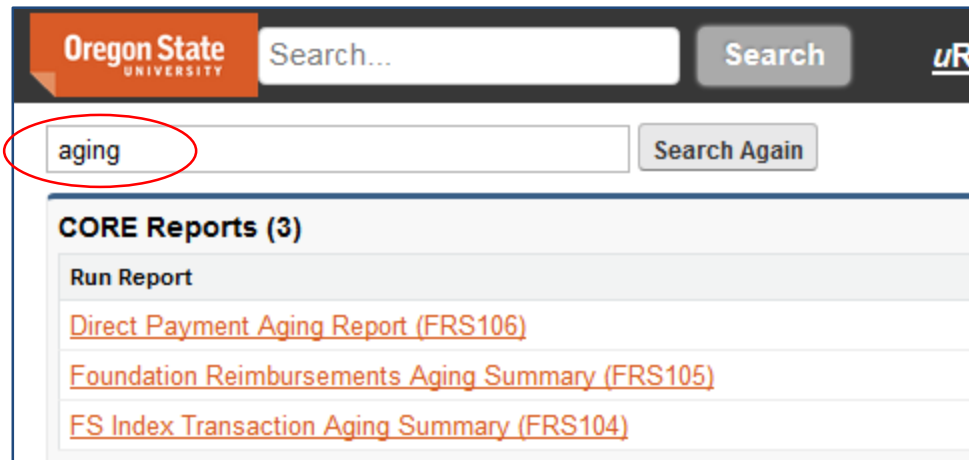 Oregon State
UNIVERSITY
Search...
Search
uR
aging
Search Again
CORE Reports (3)
Run Report
Direct Payment Aging Report (FRS106)
Foundation Reimbursements Aging Summary (FRS105)
FS Index Transaction Aging Summary (FRS104)